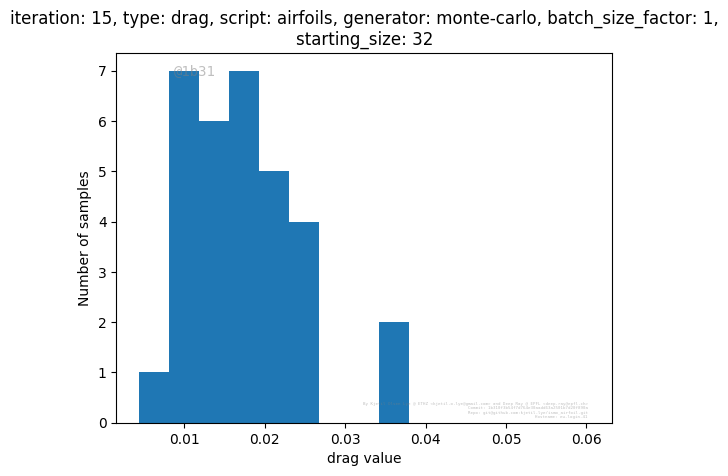 iteration: 15, type: drag, script: airfoils, generator: monte-carlo, batch_size_factor: 1,
starting_size: 32
@1b31
7
6
5
4
3
2
1
0
Number of samples
0.01 0.02 0.03 0.04 0.05 0.06
drag value